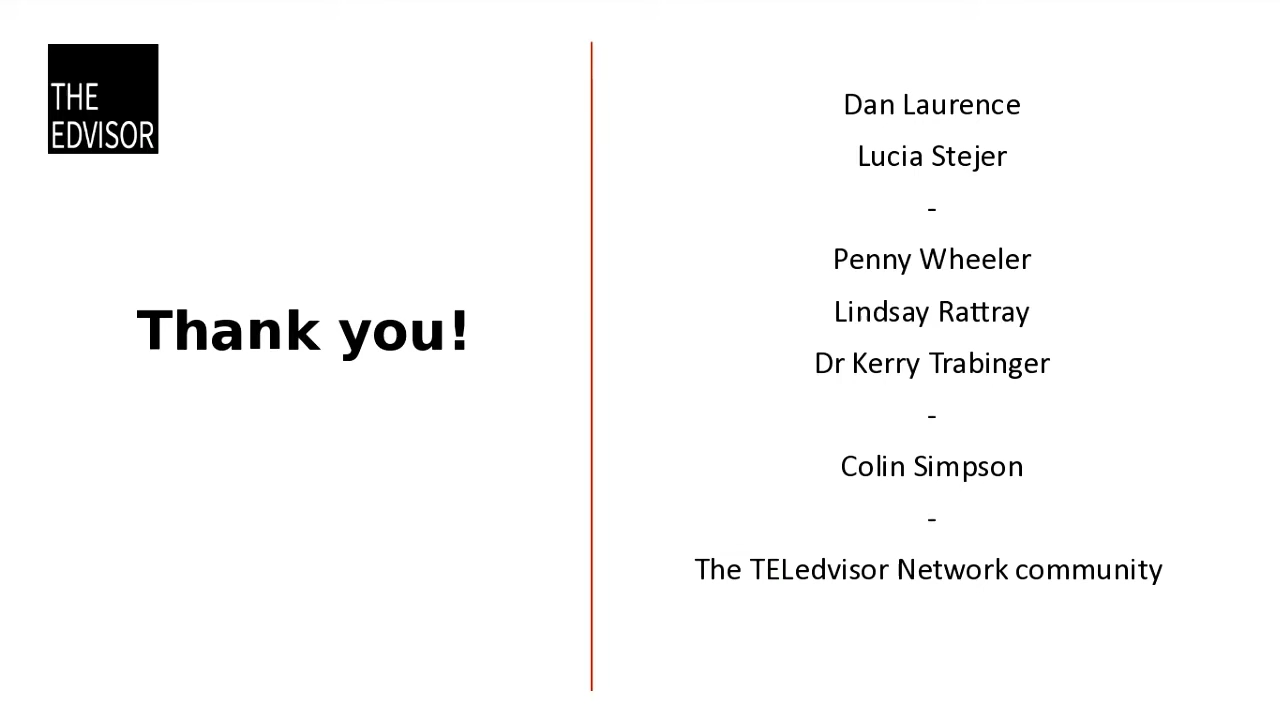 THE
EDVISOR
Thank you!
Dan Laurence
Lucia Stejer
-
Penny Wheeler
Lindsay Rattray
Dr Kerry Trabinger
-
Colin Simpson
-
The TELedvisor Network community